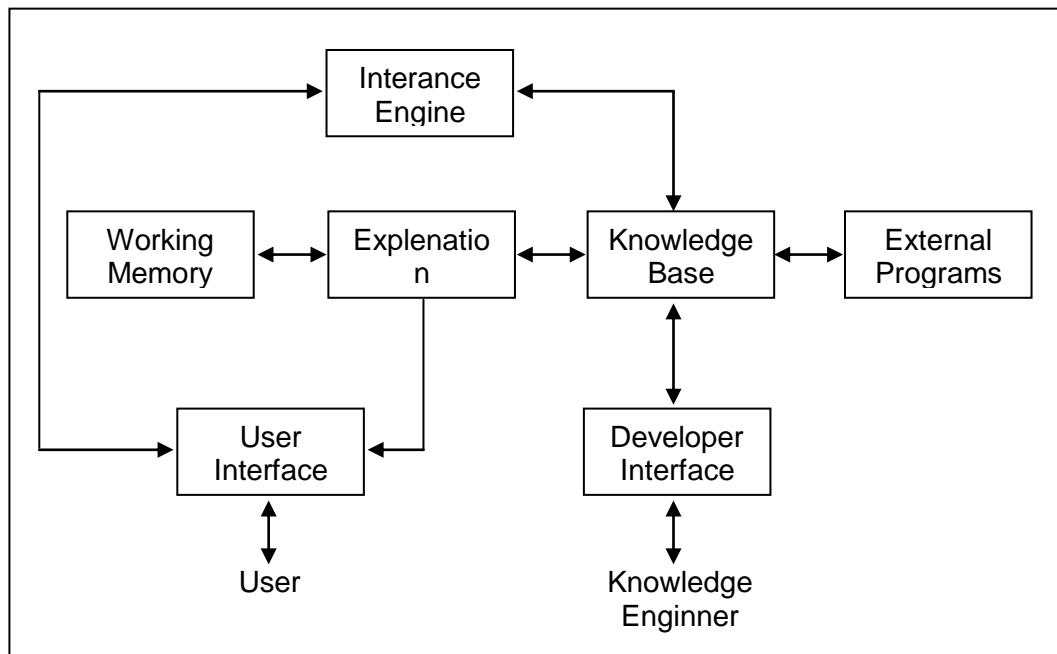 Interance
Engine
Working
Memory
Explenatio
n
Knowledge
Base
External
Programs
User
Interface
Developer
Interface
User
Knowledge
Enginner